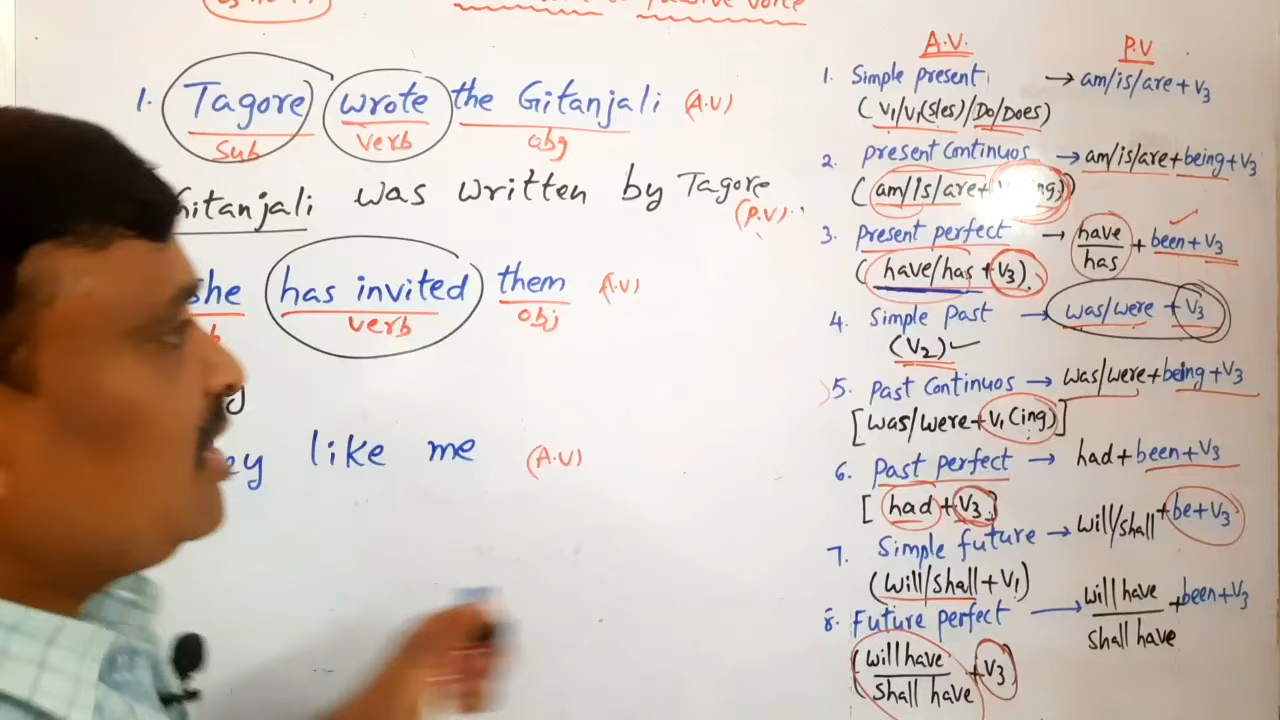 passive voice
1. Tagore wrote the Gitanjali (A.V)
Sub verb obj
Gitanjali was written by Tagore
(P.V)
she has invited them (A.V)
verb obj
like me (A.V)
A.V. P.V
1. Simple present → am/is/are + V3
(V1/V1(s/es)/Do/Does)
2. present Continuos → am/is/are + being + V3
(am/is/are + ing)
3. Present perfect → have/has + been + V3
(have/has + V3).
4. Simple Past → was/were + V3
(V2)
5. Past Continuos → was/were + being + V3
[was/were + V1 (ing)]
6. Past perfect → had + been + V3
[had + V3]
7. Simple future → will/shall + be + V3
(will/shall + V1)
8. Future perfect → will have/shall have + been + V3
(will have/shall have + V3)